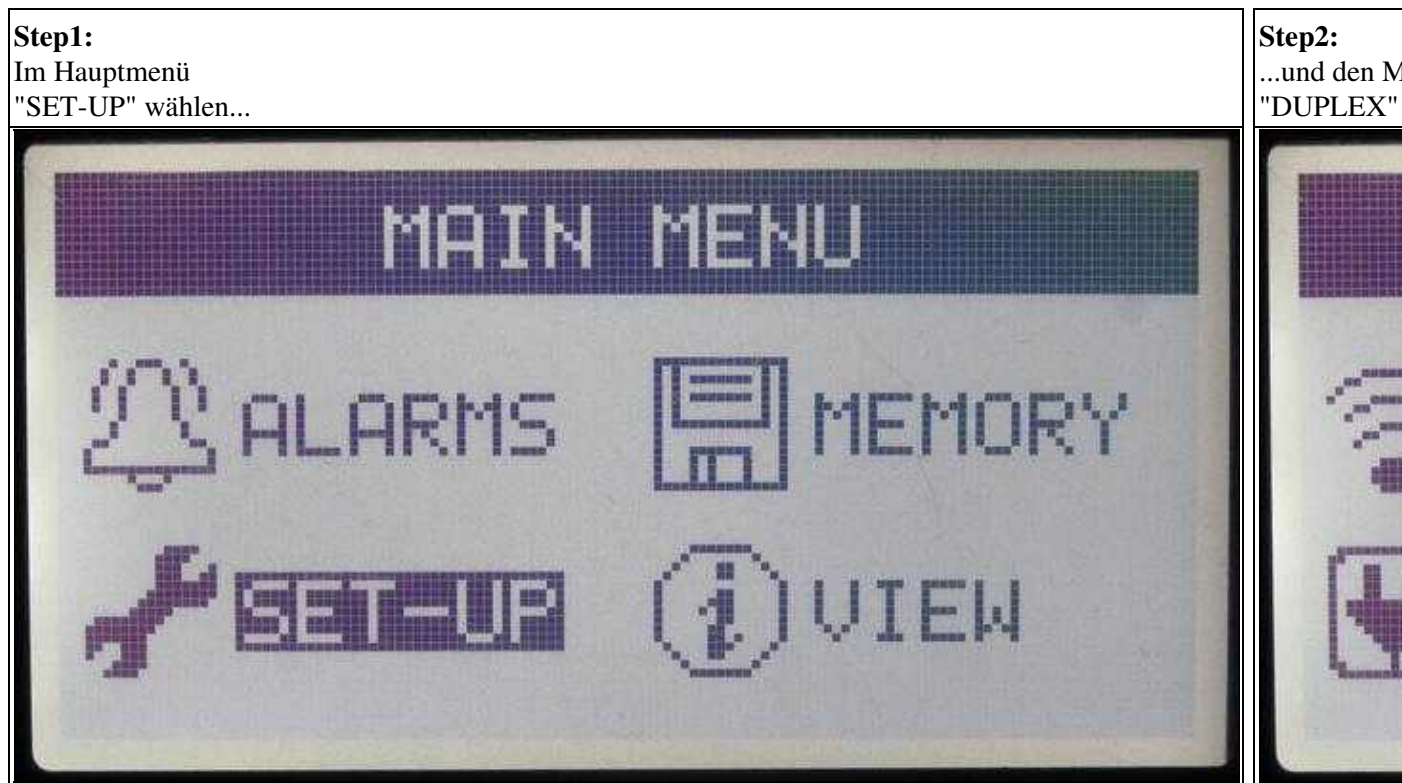 Step1:
Im Hauptmenü
"SET-UP" wählen...
MAIN MENU
ALARMS
MEMORY
SET-UP
VIEW
Step2:
...und den
"DUPLEX"